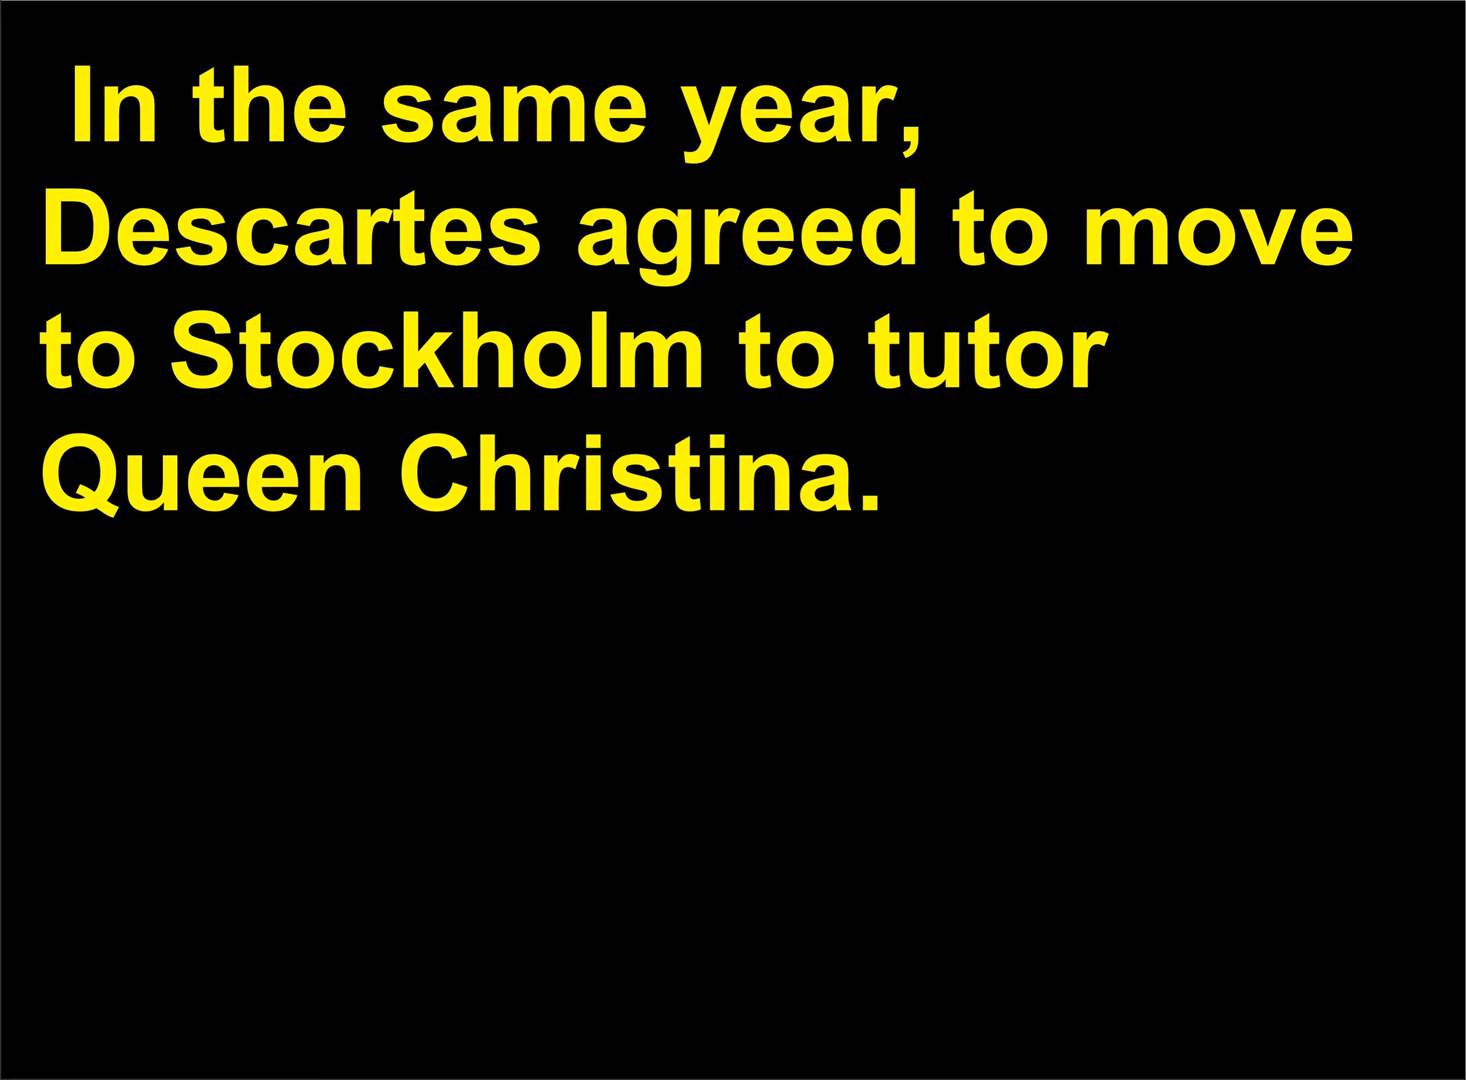 In the same year,
Descartes agreed to move
to Stockholm to tutor
Queen Christina.